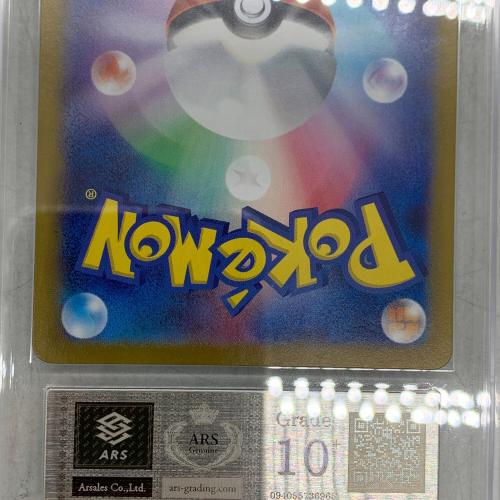 POKéMON®
ARS
Arsales Co.,Ltd.
ARS
Genuine
ars-grading.com
Grade
10+